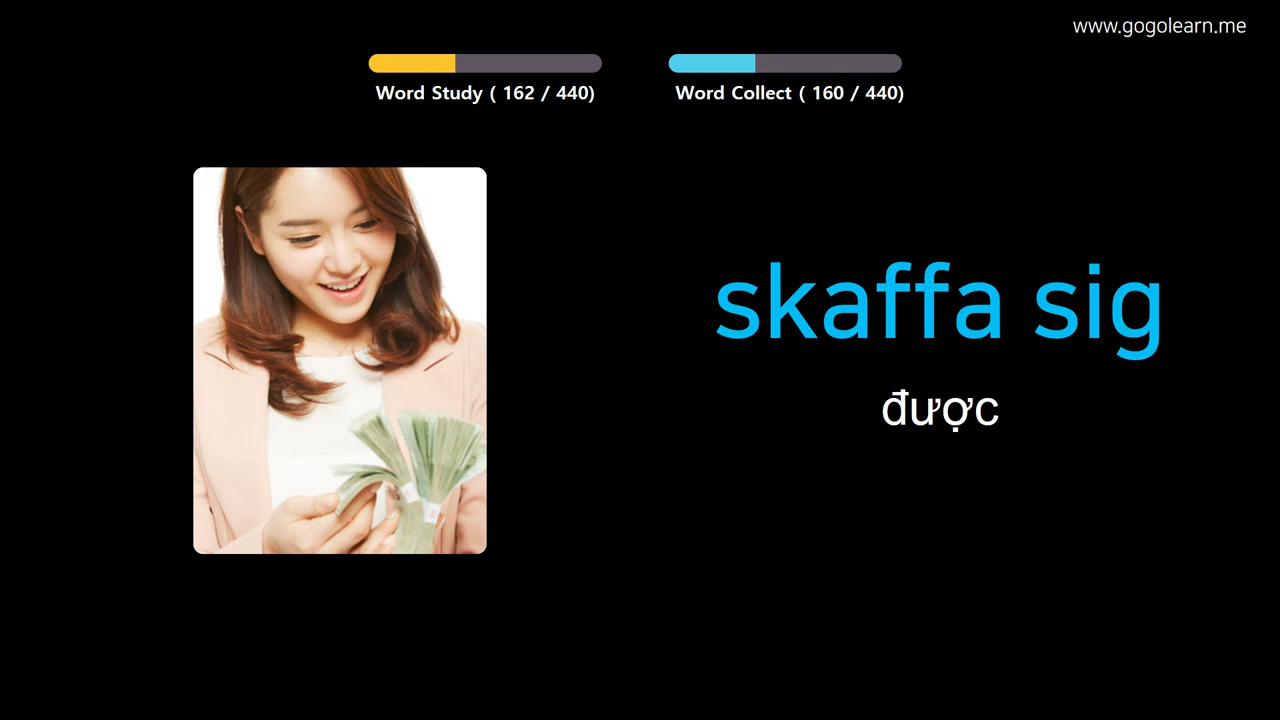 www.gogolearn.me
Word Study ( 162 / 440)
Word Collect ( 160 / 440)
skaffa sig
được